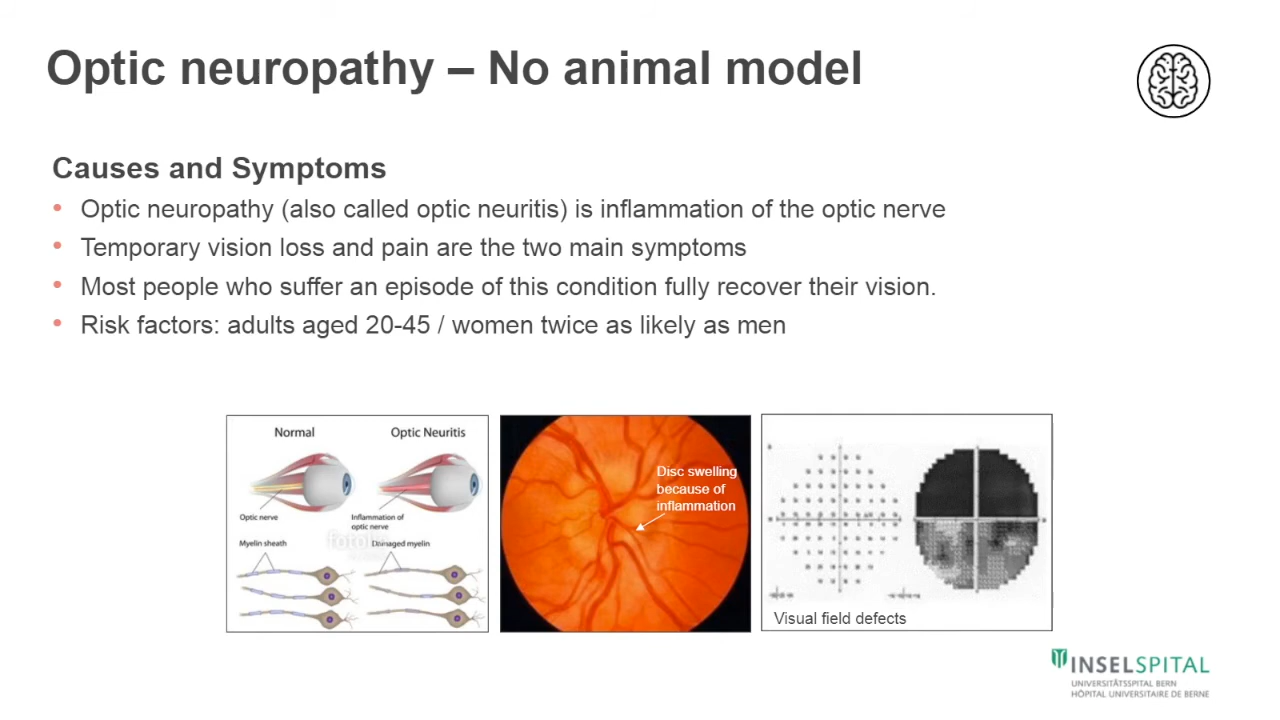 Optic neuropathy – No animal model
Causes and Symptoms
• Optic neuropathy (also called optic neuritis) is inflammation of the optic nerve
• Temporary vision loss and pain are the two main symptoms
• Most people who suffer an episode of this condition fully recover their vision.
• Risk factors: adults aged 20-45 / women twice as likely as men
Normal
Optic Neuritis
Optic nerve
Inflammation of
optic nerve
Myelin sheath
Damaged myelin
Disc swelling
because of
inflammation
Visual field defects
INSELSPITAL
UNIVERSITÄTSSPITAL BERN
HÔPITAL UNIVERSITAIRE DE BERNE